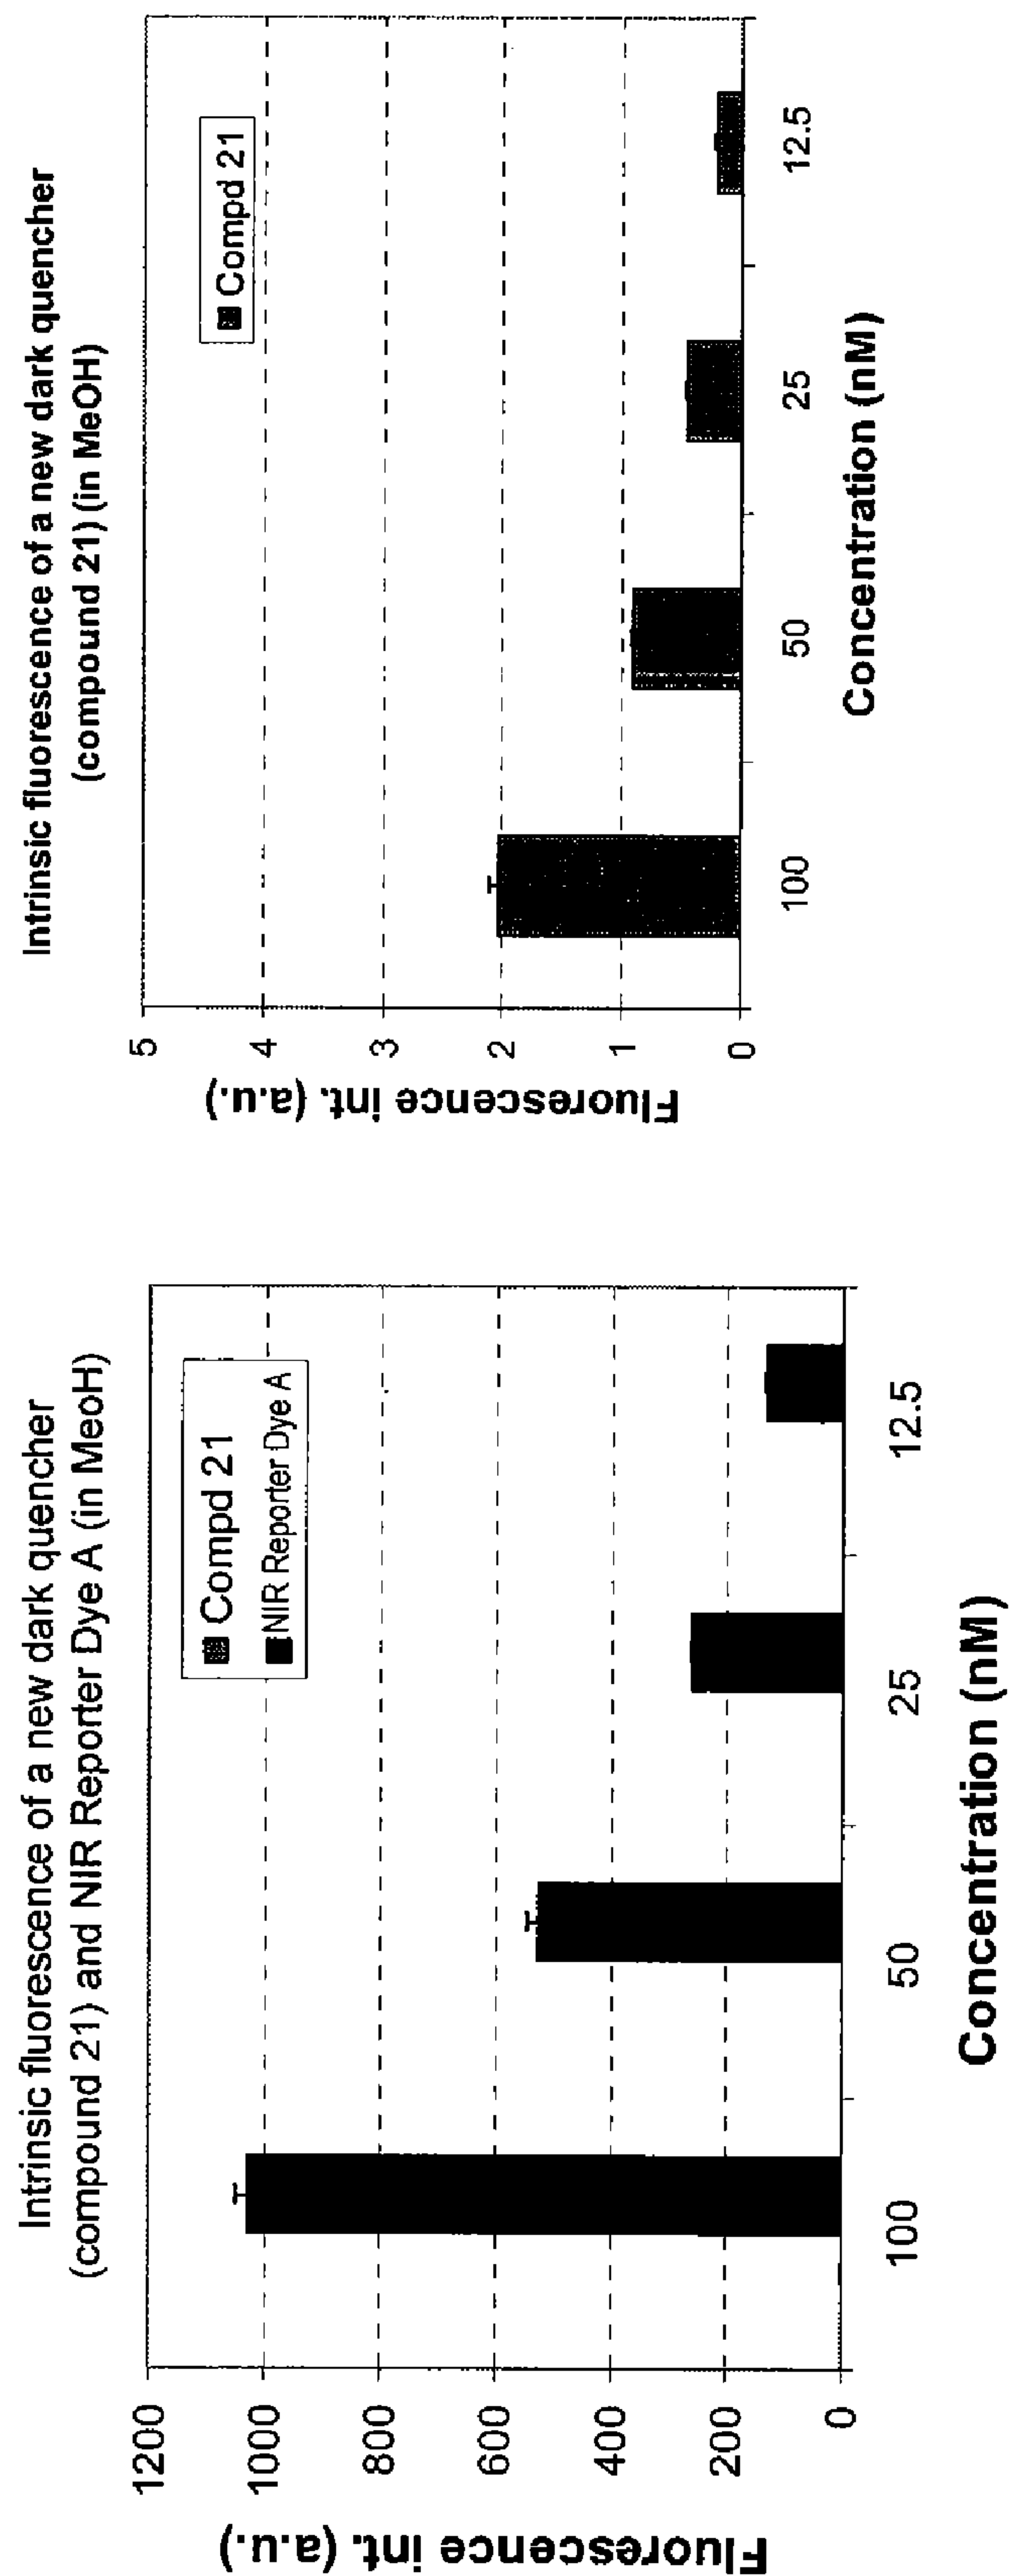 Intrinsic fluorescence of a new dark quencher
(compound 21) and NIR Reporter Dye A (in MeoH)
Fluorescence int. (a.u.)
1200
1000
800
600
400
200
0
Compd 21
NIR Reporter Dye A
100
50
25
12.5
Concentration (nM)
Intrinsic fluorescence of a new dark quencher
(compound 21) (in MeOH)
Fluorescence int. (a.u.)
5
4
3
2
1
0
Compd 21
100
50
25
12.5
Concentration (nM)